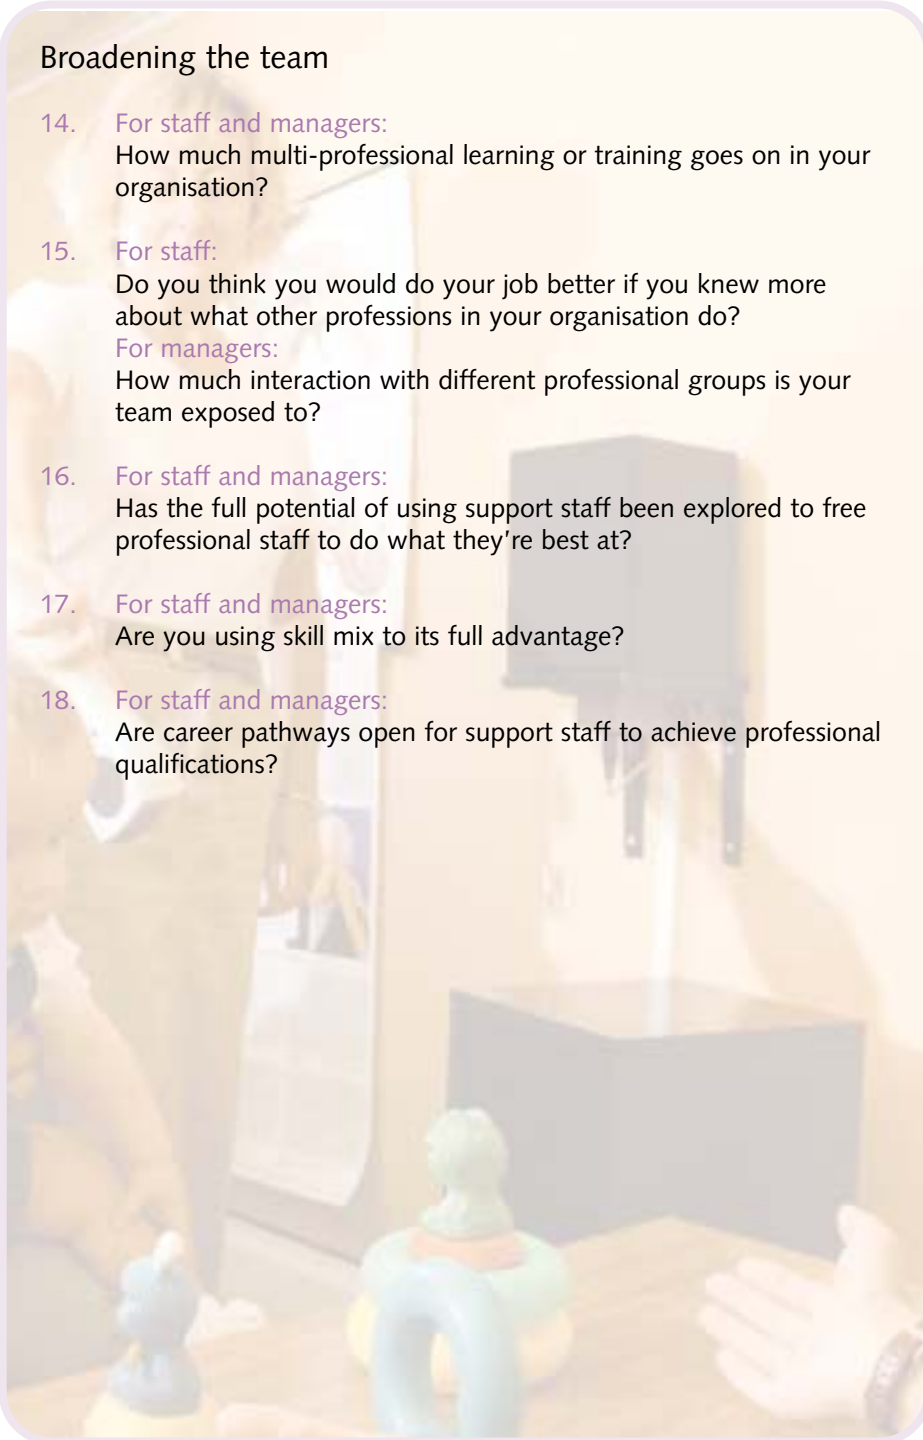 Broadening the team
14. For staff and managers:
How much multi-professional learning or training goes on in your
organisation?
15. For staff:
Do you think you would do your job better if you knew more
about what other professions in your organisation do?
For managers:
How much interaction with different professional groups is your
team exposed to?
16. For staff and managers:
Has the full potential of using support staff been explored to free
professional staff to do what they're best at?
17. For staff and managers:
Are you using skill mix to its full advantage?
18. For staff and managers:
Are career pathways open for support staff to achieve professional
qualifications?